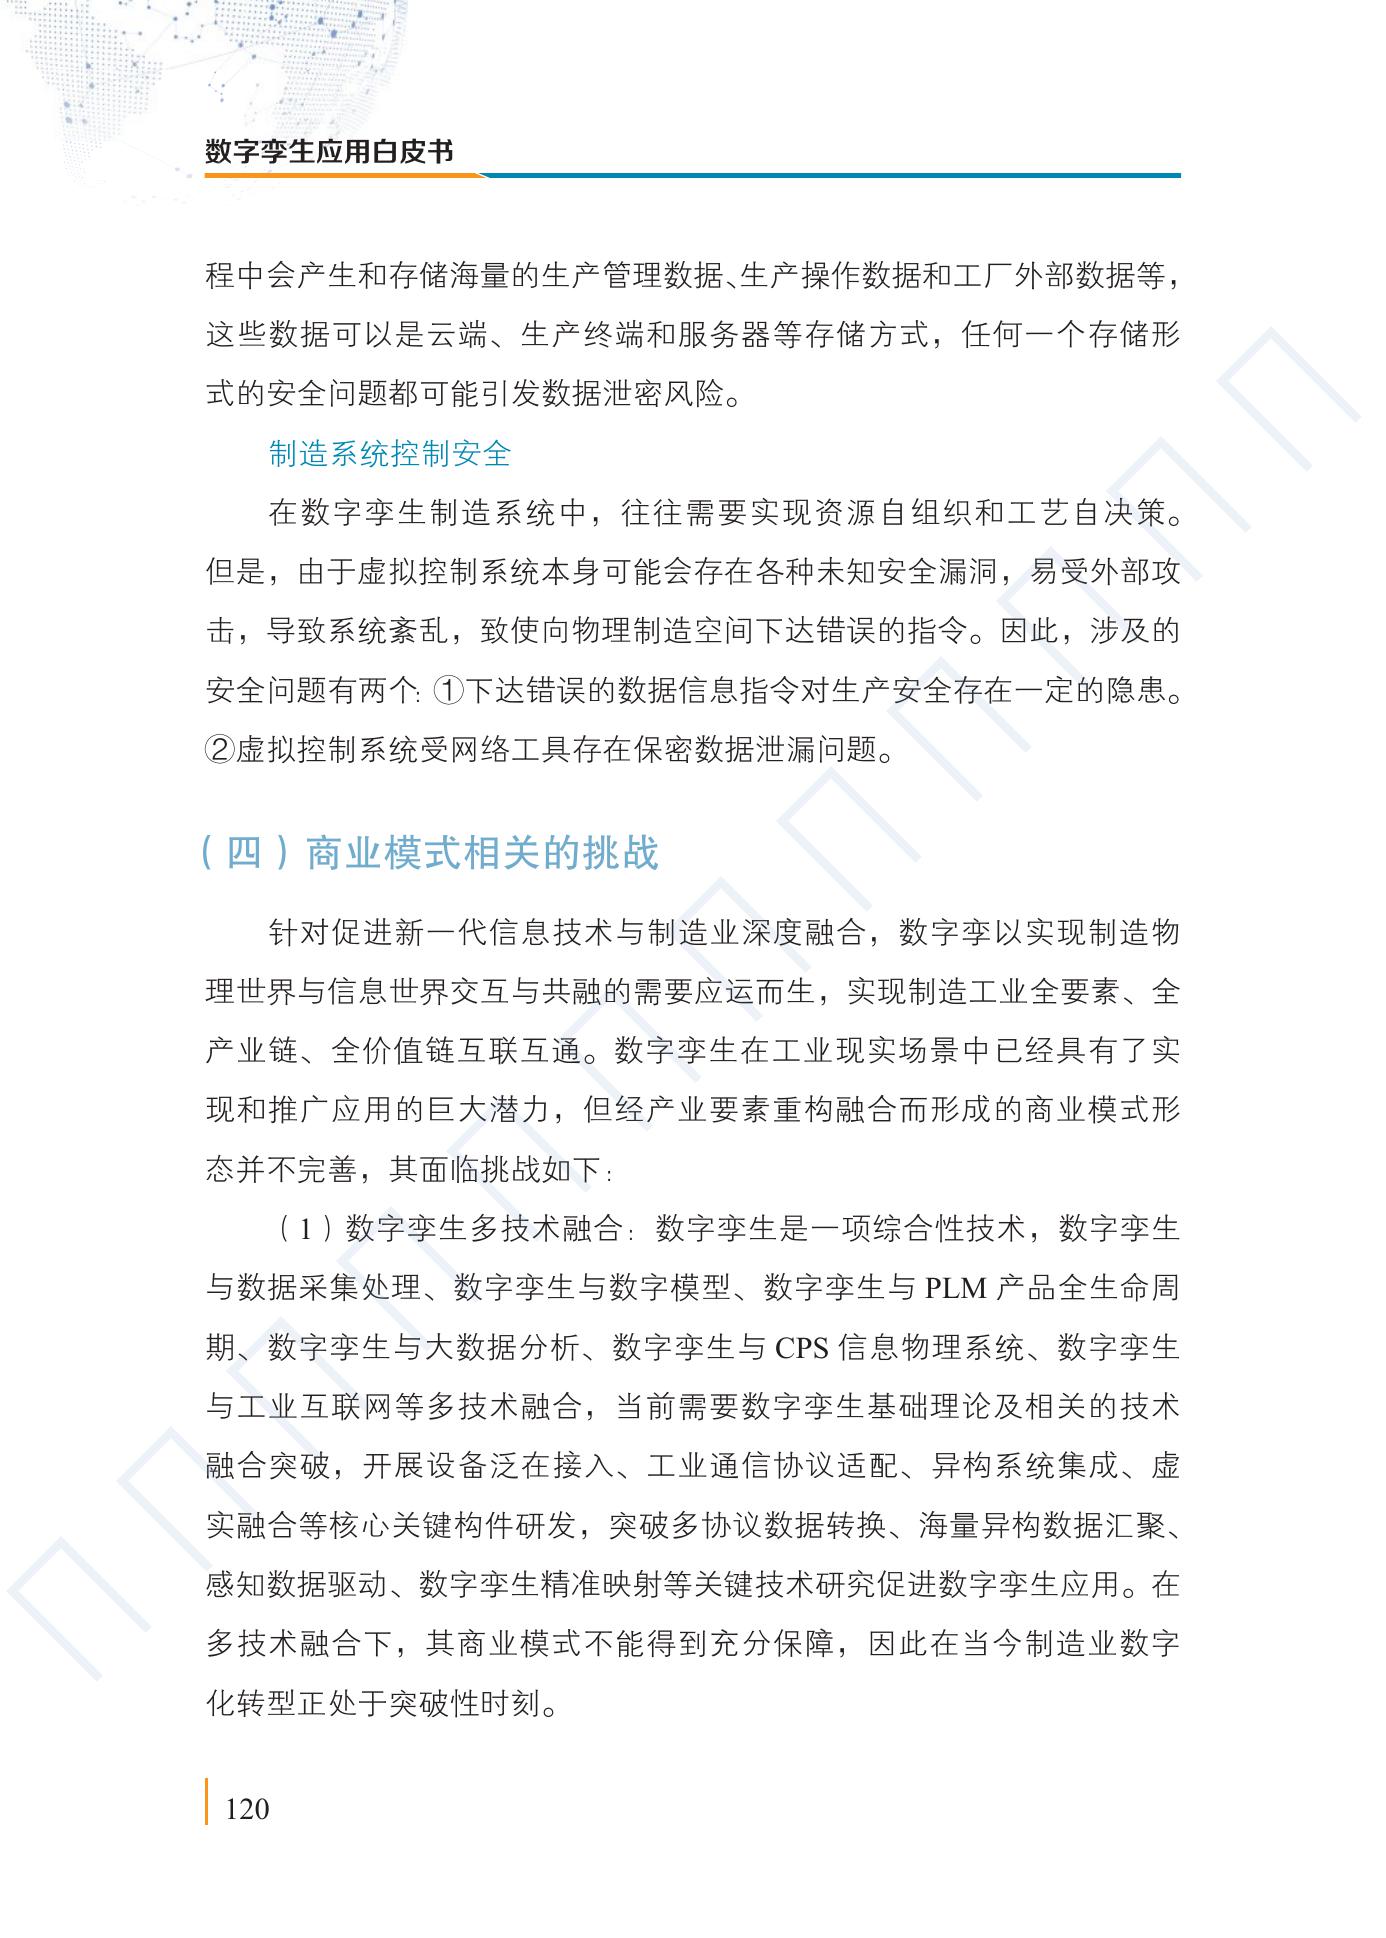 数字孪生应用白皮书
程中会产生和存储海量的生产管理数据、生产操作数据和工厂外部数据等，
这些数据可以是云端、生产终端和服务器等存储方式，任何一个存储形
式的安全问题都可能引发数据泄密风险。
制造系统控制安全
在数字孪生制造系统中，往往需要实现资源自组织和工艺自决策。
但是，由于虚拟控制系统本身可能会存在各种未知安全漏洞，易受外部攻
击，导致系统紊乱，致使向物理制造空间下达错误的指令。因此，涉及的
安全问题有两个：①下达错误的数据信息指令对生产安全存在一定的隐患。
②虚拟控制系统受网络工具存在保密数据泄漏问题。
（四）商业模式相关的挑战
针对促进新一代信息技术与制造业深度融合，数字孪以实现制造物
理世界与信息世界交互与共融的需要应运而生，实现制造工业全要素、全
产业链、全价值链互联互通。数字孪生在工业现实场景中已经具有了实
现和推广应用的巨大潜力，但经产业要素重构融合而形成的商业模式形
态并不完善，其面临挑战如下：
（1）数字孪生多技术融合：数字孪生是一项综合性技术，数字孪生
与数据采集处理、数字孪生与数字模型、数字孪生与 PLM 产品全生命周
期、数字孪生与大数据分析、数字孪生与 CPS 信息物理系统、数字孪生
与工业互联网等多技术融合，当前需要数字孪生基础理论及相关的技术
融合突破，开展设备泛在接入、工业通信协议适配、异构系统集成、虚
实融合等核心关键构件研发，突破多协议数据转换、海量异构数据汇聚、
感知数据驱动、数字孪生精准映射等关键技术研究促进数字孪生应用。在
多技术融合下，其商业模式不能得到充分保障，因此在当今制造业数字
化转型正处于突破性时刻。
120